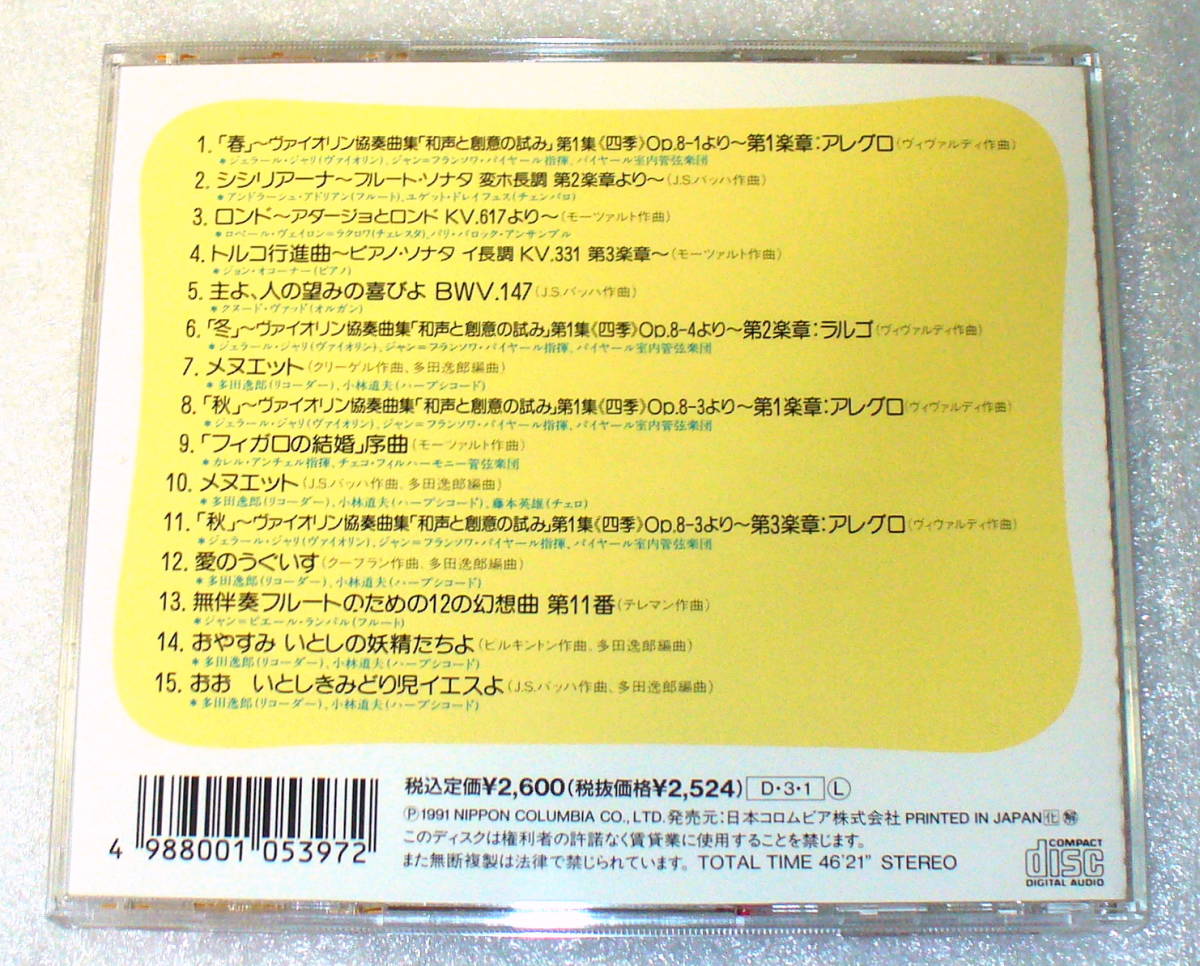 1.「春」〜ヴァイオリン協奏曲集「和声と創意の試み」第1集《四季》Op.8-1より〜第1楽章：アレグロ(ヴィヴァルディ作曲)
＊ジェラール・ジャリ(ヴァイオリン)、ジャン＝フランソワ・パイヤール指揮、パイヤール室内管弦楽団
2. シシリアーナ〜フルート・ソナタ 変ホ長調 第2楽章より〜(J.S.バッハ作曲)
＊アンドラーシュ・アドリアン(フルート)、ユゲット・ドレイフュス(チェンバロ)
3. ロンド〜アダージョとロンド KV.617より〜(モーツァルト作曲)
＊ロベール・ヴェイロン＝ラクロワ(チェレスタ)、パリ・バロック・アンサンブル
4. トルコ行進曲〜ピアノ・ソナタ イ長調 KV.331 第3楽章〜(モーツァルト作曲)
＊ジョン・オコーナー(ピアノ)
5. 主よ、人の望みの喜びよ BWV.147(J.S.バッハ作曲)
＊クヌード・ヴァッド(オルガン)
6.「冬」〜ヴァイオリン協奏曲集「和声と創意の試み」第1集《四季》Op.8-4より〜第2楽章：ラルゴ(ヴィヴァルディ作曲)
＊ジェラール・ジャリ(ヴァイオリン)、ジャン＝フランソワ・パイヤール指揮、パイヤール室内管弦楽団
7. メヌエット(クリーゲル作曲、多田逸郎編曲)
＊多田逸郎(リコーダー)、小林道夫(ハープシコード)
8.「秋」〜ヴァイオリン協奏曲集「和声と創意の試み」第1集《四季》Op.8-3より〜第1楽章：アレグロ(ヴィヴァルディ作曲)
＊ジェラール・ジャリ(ヴァイオリン)、ジャン＝フランソワ・パイヤール指揮、パイヤール室内管弦楽団
9.「フィガロの結婚」序曲(モーツァルト作曲)
＊カレル・アンチェル指揮、チェコ・フィルハーモニー管弦楽団
10. メヌエット(J.S.バッハ作曲、多田逸郎編曲)
＊多田逸郎(リコーダー)、小林道夫(ハープシコード)、藤本英雄(チェロ)
11.「秋」〜ヴァイオリン協奏曲集「和声と創意の試み」第1集《四季》Op.8-3より〜第3楽章：アレグロ(ヴィヴァルディ作曲)
＊ジェラール・ジャリ(ヴァイオリン)、ジャン＝フランソワ・パイヤール指揮、パイヤール室内管弦楽団
12. 愛のうぐいす(クープラン作曲、多田逸郎編曲)
＊多田逸郎(リコーダー)、小林道夫(ハープシコード)
13. 無伴奏フルートのための12の幻想曲 第11番(テレマン作曲)
＊ジャン＝ピエール・ランパル(フルート)
14. おやすみ いとしの妖精たちよ(ピルキントン作曲、多田逸郎編曲)
＊多田逸郎(リコーダー)、小林道夫(ハープシコード)
15. おお いとしきみどり児イエスよ(J.S.バッハ作曲、多田逸郎編曲)
＊多田逸郎(リコーダー)、小林道夫(ハープシコード)
税込定価¥2,600(税抜価格¥2,524) D・3・1 Ⓛ
Ⓟ1991 NIPPON COLUMBIA CO., LTD. 発売元：日本コロムビア株式会社 PRINTED IN JAPAN 化 解
このディスクは権利者の許諾なく賃貸業に使用することを禁じます。
また無断複製は法律で禁じられています。 TOTAL TIME 46'21" STEREO
4 988001 053972
COMPACT
disc
DIGITAL AUDIO